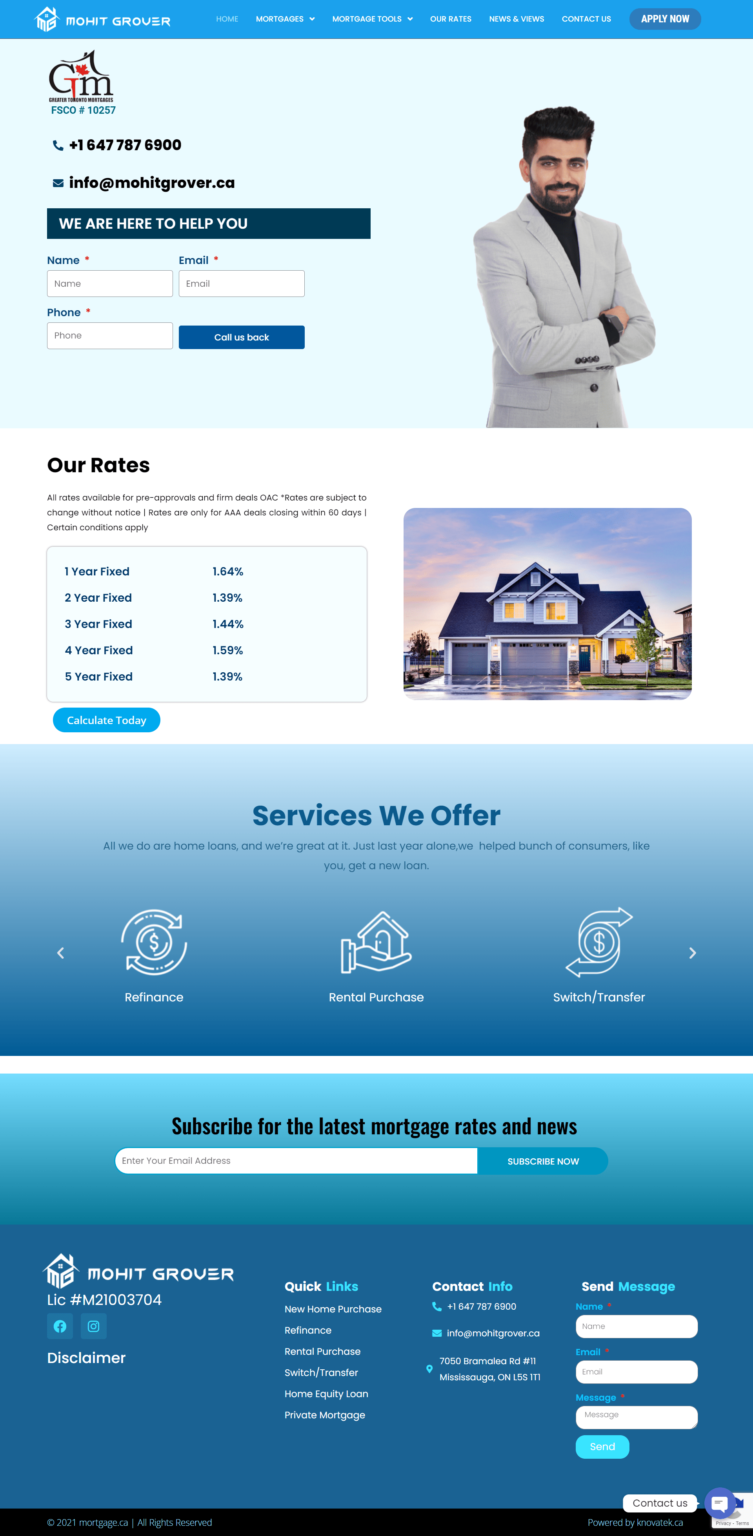 MOHIT GROVER
HOME MORTGAGES MORTGAGE TOOLS OUR RATES NEWS & VIEWS CONTACT US APPLY NOW
GTM
GREATER TORONTO MORTGAGES
FSCO # 10257
+1 647 787 6900
info@mohitgrover.ca
WE ARE HERE TO HELP YOU
Name * Email *
Name Email
Phone *
Phone Call us back
Our Rates
All rates available for pre-approvals and firm deals OAC *Rates are subject to
change without notice | Rates are only for AAA deals closing within 60 days |
Certain conditions apply
1 Year Fixed 1.64%
2 Year Fixed 1.39%
3 Year Fixed 1.44%
4 Year Fixed 1.59%
5 Year Fixed 1.39%
Calculate Today
Services We Offer
All we do are home loans, and we're great at it. Just last year alone,we helped bunch of consumers, like
you, get a new loan.
Refinance Rental Purchase Switch/Transfer
Subscribe for the latest mortgage rates and news
Enter Your Email Address SUBSCRIBE NOW
MOHIT GROVER
Lic #M21003704
Disclaimer
Quick Links
New Home Purchase
Refinance
Rental Purchase
Switch/Transfer
Home Equity Loan
Private Mortgage
Contact Info
+1 647 787 6900
info@mohitgrover.ca
7050 Bramalea Rd #11
Mississauga, ON L5S 1T1
Send Message
Name *
Name
Email *
Email
Message *
Message
Send
Contact us
© 2021 mortgage.ca | All Rights Reserved
Powered by knovatek.ca
Privacy - Terms